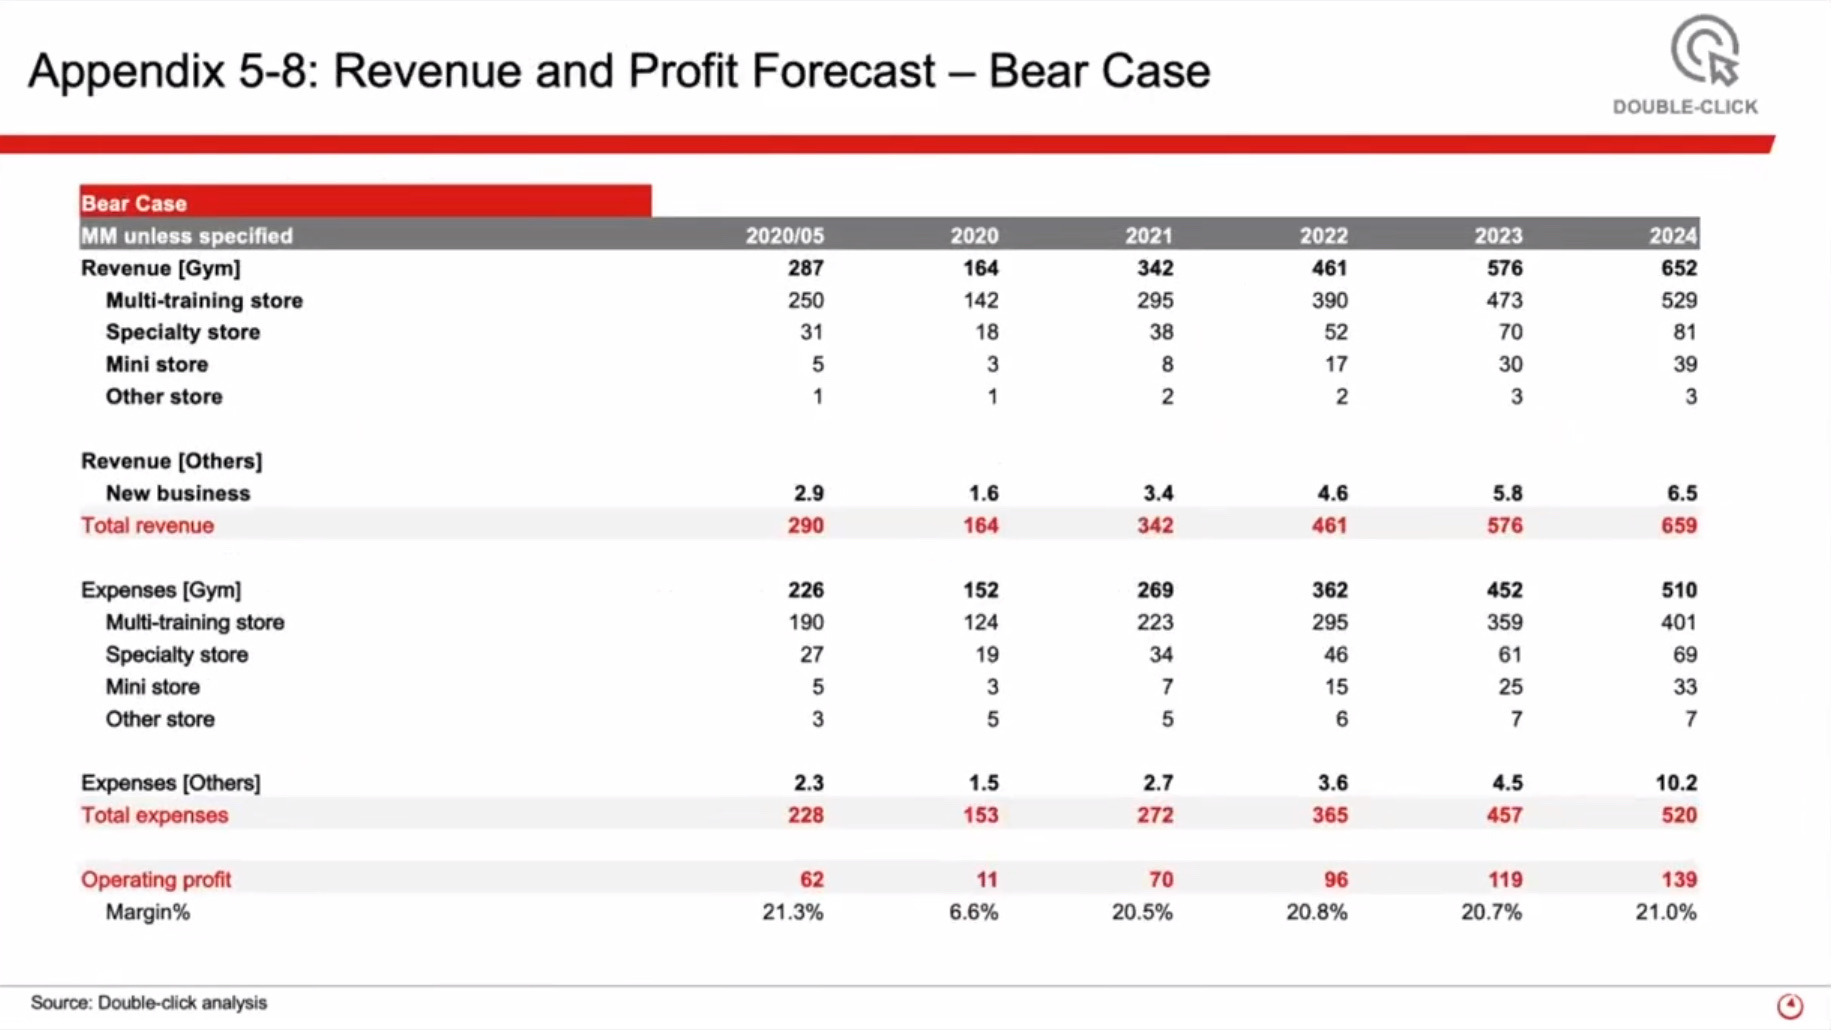 Appendix 5-8: Revenue and Profit Forecast – Bear Case
DOUBLE-CLICK
Bear Case
MM unless specified 2020/05 2020 2021 2022 2023 2024
Revenue [Gym] 287 164 342 461 576 652
Multi-training store 250 142 295 390 473 529
Specialty store 31 18 38 52 70 81
Mini store 5 3 8 17 30 39
Other store 1 1 2 2 3 3
Revenue [Others]
New business 2.9 1.6 3.4 4.6 5.8 6.5
Total revenue 290 164 342 461 576 659
Expenses [Gym] 226 152 269 362 452 510
Multi-training store 190 124 223 295 359 401
Specialty store 27 19 34 46 61 69
Mini store 5 3 7 15 25 33
Other store 3 5 5 6 7 7
Expenses [Others] 2.3 1.5 2.7 3.6 4.5 10.2
Total expenses 228 153 272 365 457 520
Operating profit 62 11 70 96 119 139
Margin% 21.3% 6.6% 20.5% 20.8% 20.7% 21.0%
Source: Double-click analysis